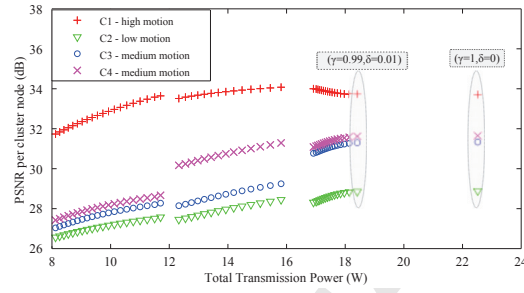 38
36
34
32
30
28
26
PSNR per cluster node (dB)
C1 - high motion
C2 - low motion
C3 - medium motion
C4 - medium motion
(γ=0.99,δ=0.01)
(γ=1,δ=0)
8 10 12 14 16 18 20 22 24
Total Transmission Power (W)